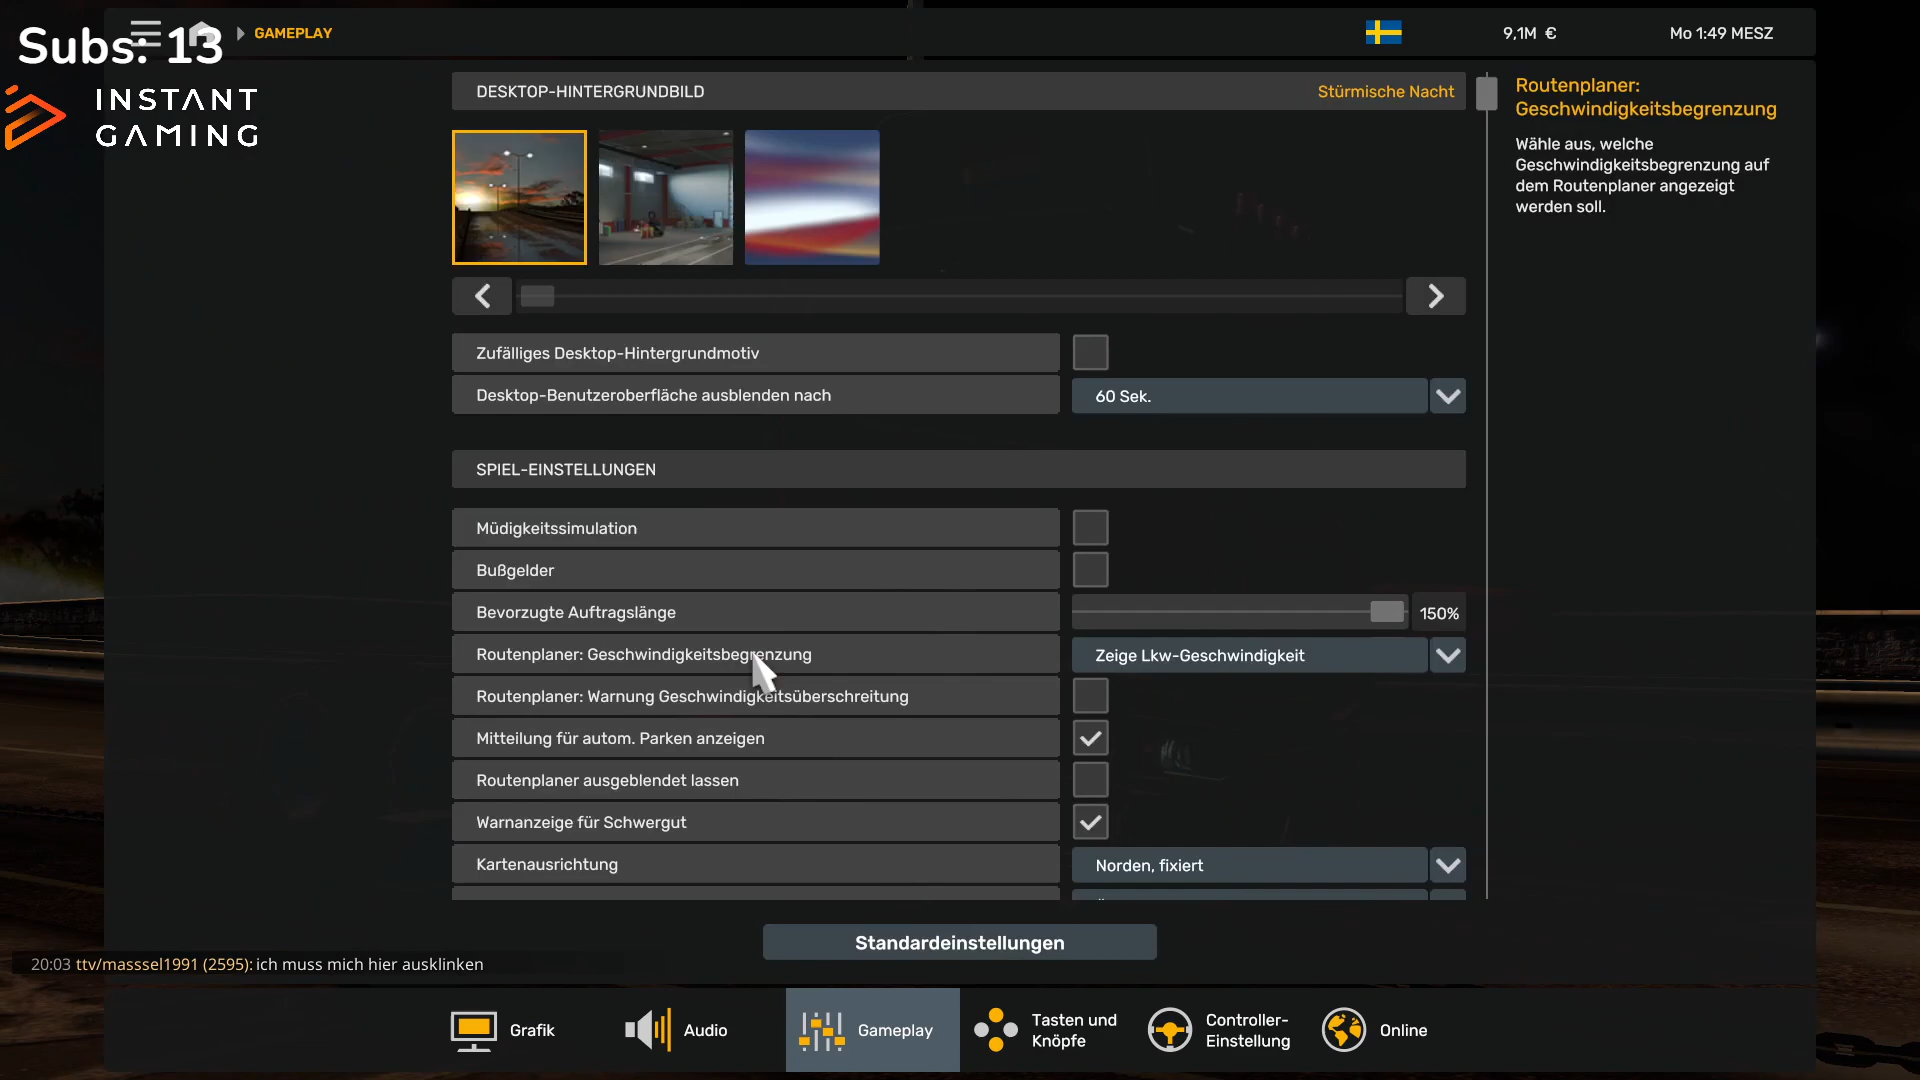 Subs: 13
GAMEPLAY
9,1M €
Mo 1:49 MESZ
INSTANT
GAMING
DESKTOP-HINTERGRUNDBILD
Stürmische Nacht
Routenplaner:
Geschwindigkeitsbegrenzung
Wähle aus, welche
Geschwindigkeitsbegrenzung auf
dem Routenplaner angezeigt
werden soll.
Zufälliges Desktop-Hintergrundmotiv
Desktop-Benutzeroberfläche ausblenden nach
60 Sek.
SPIEL-EINSTELLUNGEN
Müdigkeitssimulation
Bußgelder
Bevorzugte Auftragslänge
150%
Routenplaner: Geschwindigkeitsbegrenzung
Zeige Lkw-Geschwindigkeit
Routenplaner: Warnung Geschwindigkeitsüberschreitung
Mitteilung für autom. Parken anzeigen
Routenplaner ausgeblendet lassen
Warnanzeige für Schwergut
Kartenausrichtung
Norden, fixiert
Standardeinstellungen
20:03 ttv/masssel1991 (2595): ich muss mich hier ausklinken
Grafik
Audio
Gameplay
Tasten und
Knöpfe
Controller-
Einstellung
Online